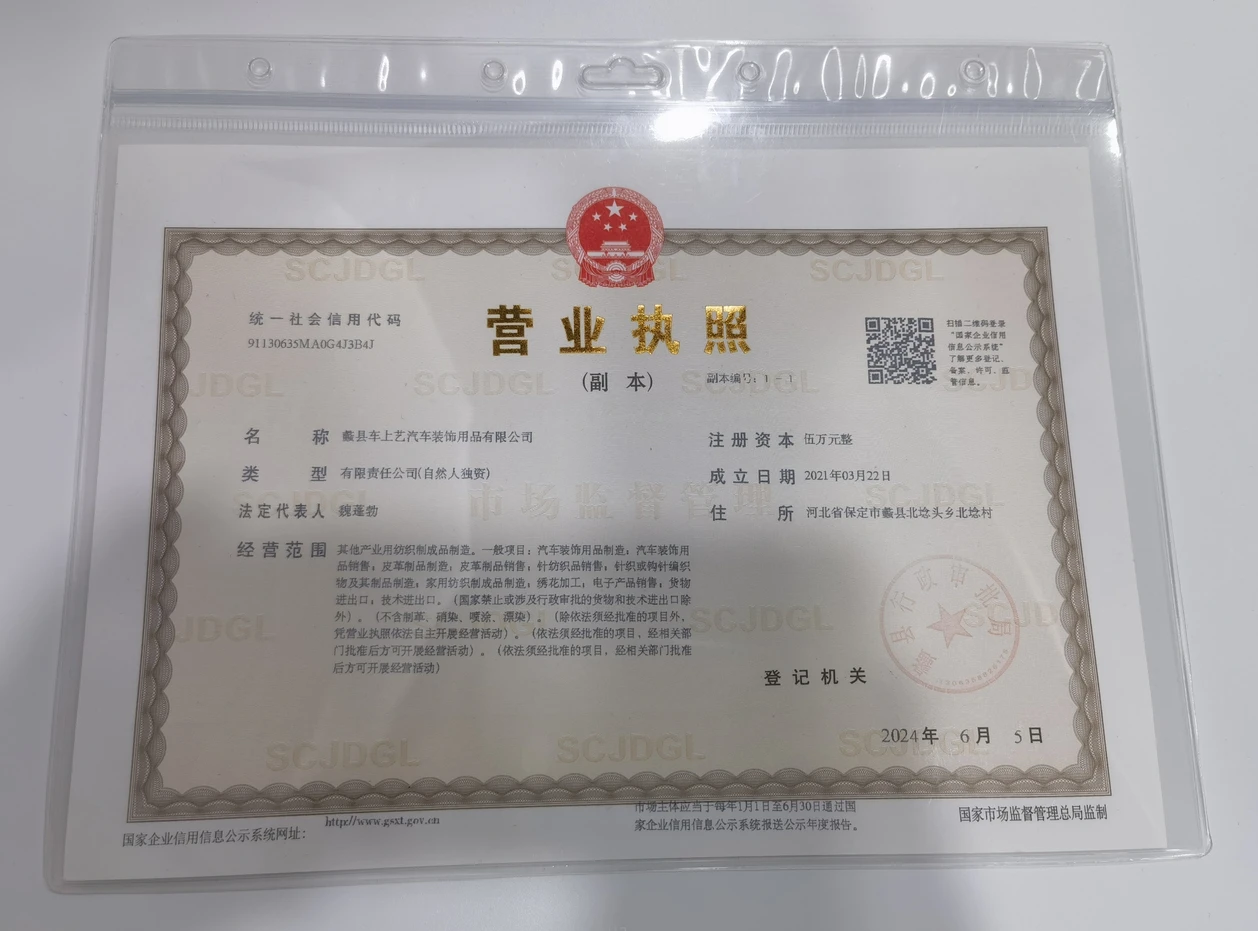 统一社会信用代码
91130635MA0G4J3B4J
营业执照
(副 本)
副本编号：1 - 1
扫描二维码登录
“国家企业信用
信息公示系统”
了解更多登记、
备案、许可、监
管信息。
名称 蠡县车上艺汽车装饰用品有限公司
类型 有限责任公司(自然人独资)
法定代表人 魏蓬勃
经营范围 其他产业用纺织制成品制造。一般项目：汽车装饰用品制造；汽车装饰用
品销售；皮革制品制造；皮革制品销售；针纺织品销售；针织或钩针编织
物及其制品制造；家用纺织制成品制造；绣花加工；电子产品销售；货物
进出口；技术进出口。（国家禁止或涉及行政审批的货物和技术进出口除
外）。（不含制革、硝染、喷涂、漂染）。（除依法须经批准的项目外，
凭营业执照依法自主开展经营活动）。（依法须经批准的项目，经相关部
门批准后方可开展经营活动）。（依法须经批准的项目，经相关部门批准
后方可开展经营活动）
注册资本 伍万元整
成立日期 2021年03月22日
住所 河北省保定市蠡县北埝头乡北埝村
登记机关
蠡县行政审批局
2024年 6月 5日
国家企业信用信息公示系统网址：
http://www.gsxt.gov.cn
市场主体应当于每年1月1日至6月30日通过国
家企业信用信息公示系统报送公示年度报告。
国家市场监督管理总局监制
SCJDGL
市场监督管理